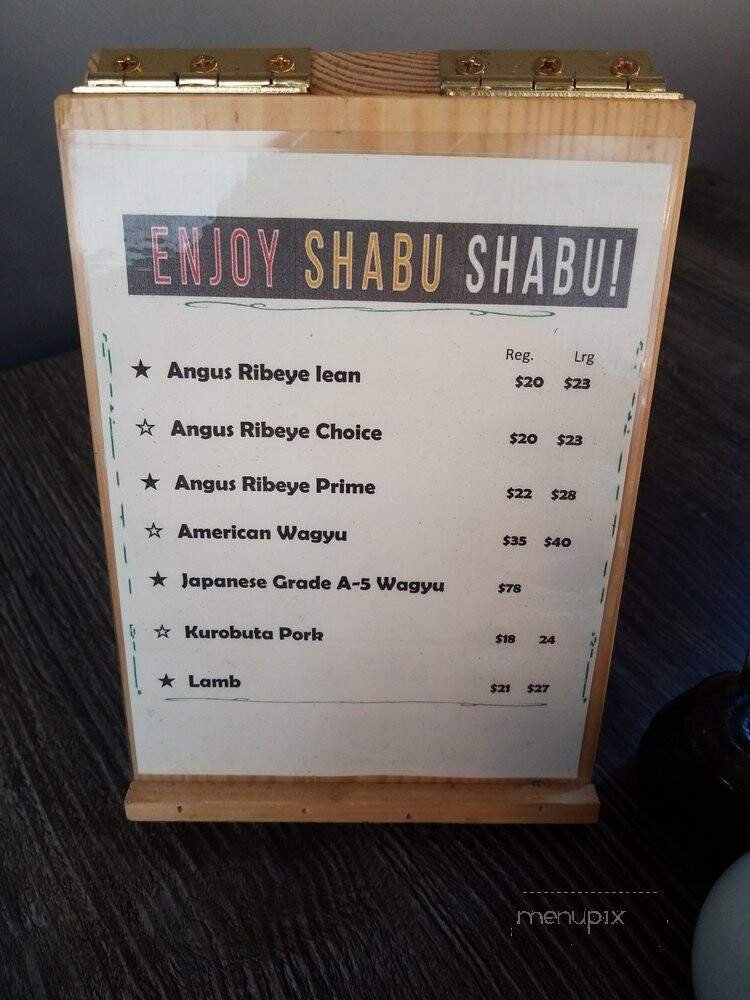 ENJOY SHABU SHABU!
Reg. Lrg
★ Angus Ribeye lean $20 $23
☆ Angus Ribeye Choice $20 $23
★ Angus Ribeye Prime $22 $28
☆ American Wagyu $35 $40
★ Japanese Grade A-5 Wagyu $78
☆ Kurobuta Pork $18 24
★ Lamb $21 $27
menupix